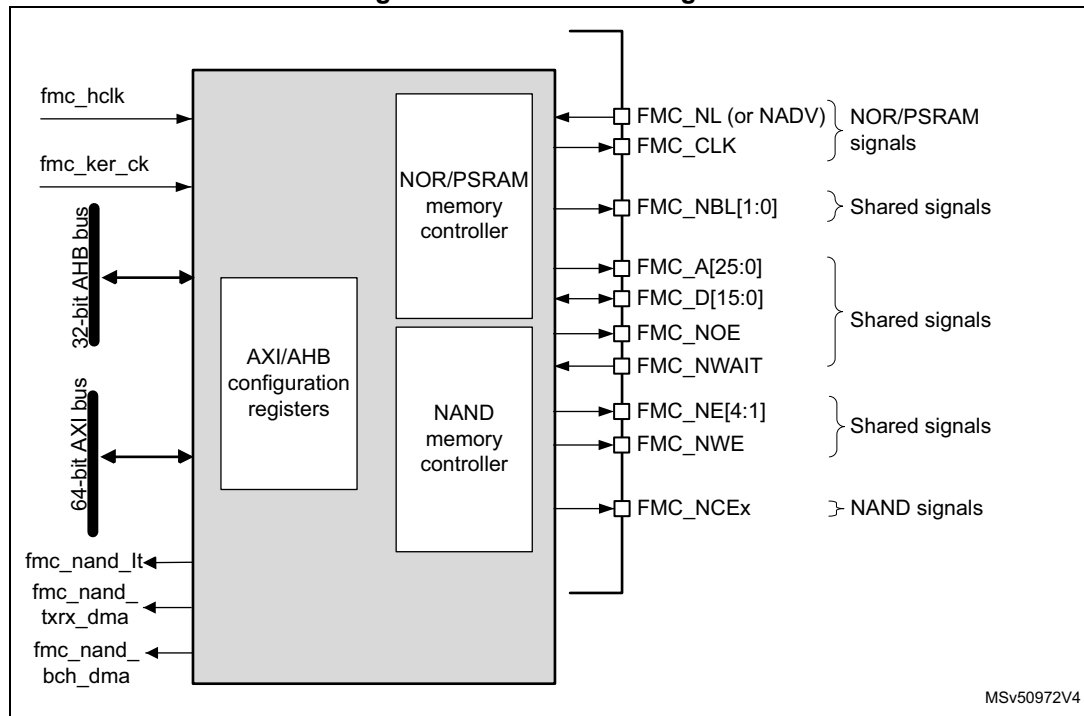 fmc_hclk
fmc_ker_ck
32-bit AHB bus
64-bit AXI bus
fmc_nand_It
fmc_nand_
txrx_dma
fmc_nand_
bch_dma
AXI/AHB
configuration
registers
NOR/PSRAM
memory
controller
NAND
memory
controller
FMC_NL (or NADV)
FMC_CLK
NOR/PSRAM
signals
FMC_NBL[1:0]
Shared signals
FMC_A[25:0]
FMC_D[15:0]
FMC_NOE
FMC_NWAIT
Shared signals
FMC_NE[4:1]
FMC_NWE
Shared signals
FMC_NCEx
NAND signals
MSv50972V4